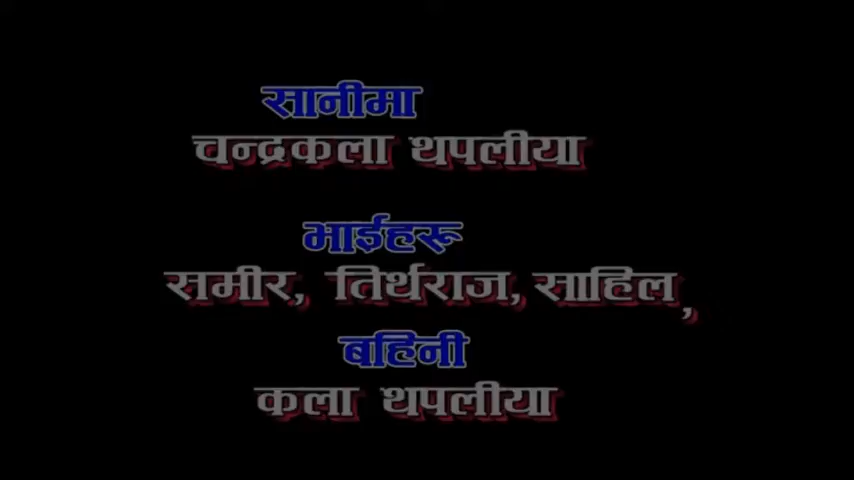 सानीमा
चन्द्रकला थपलीया
भाईहरू
समीर, तिर्थराज, साहिल,
बहिनी
कला थपलीया